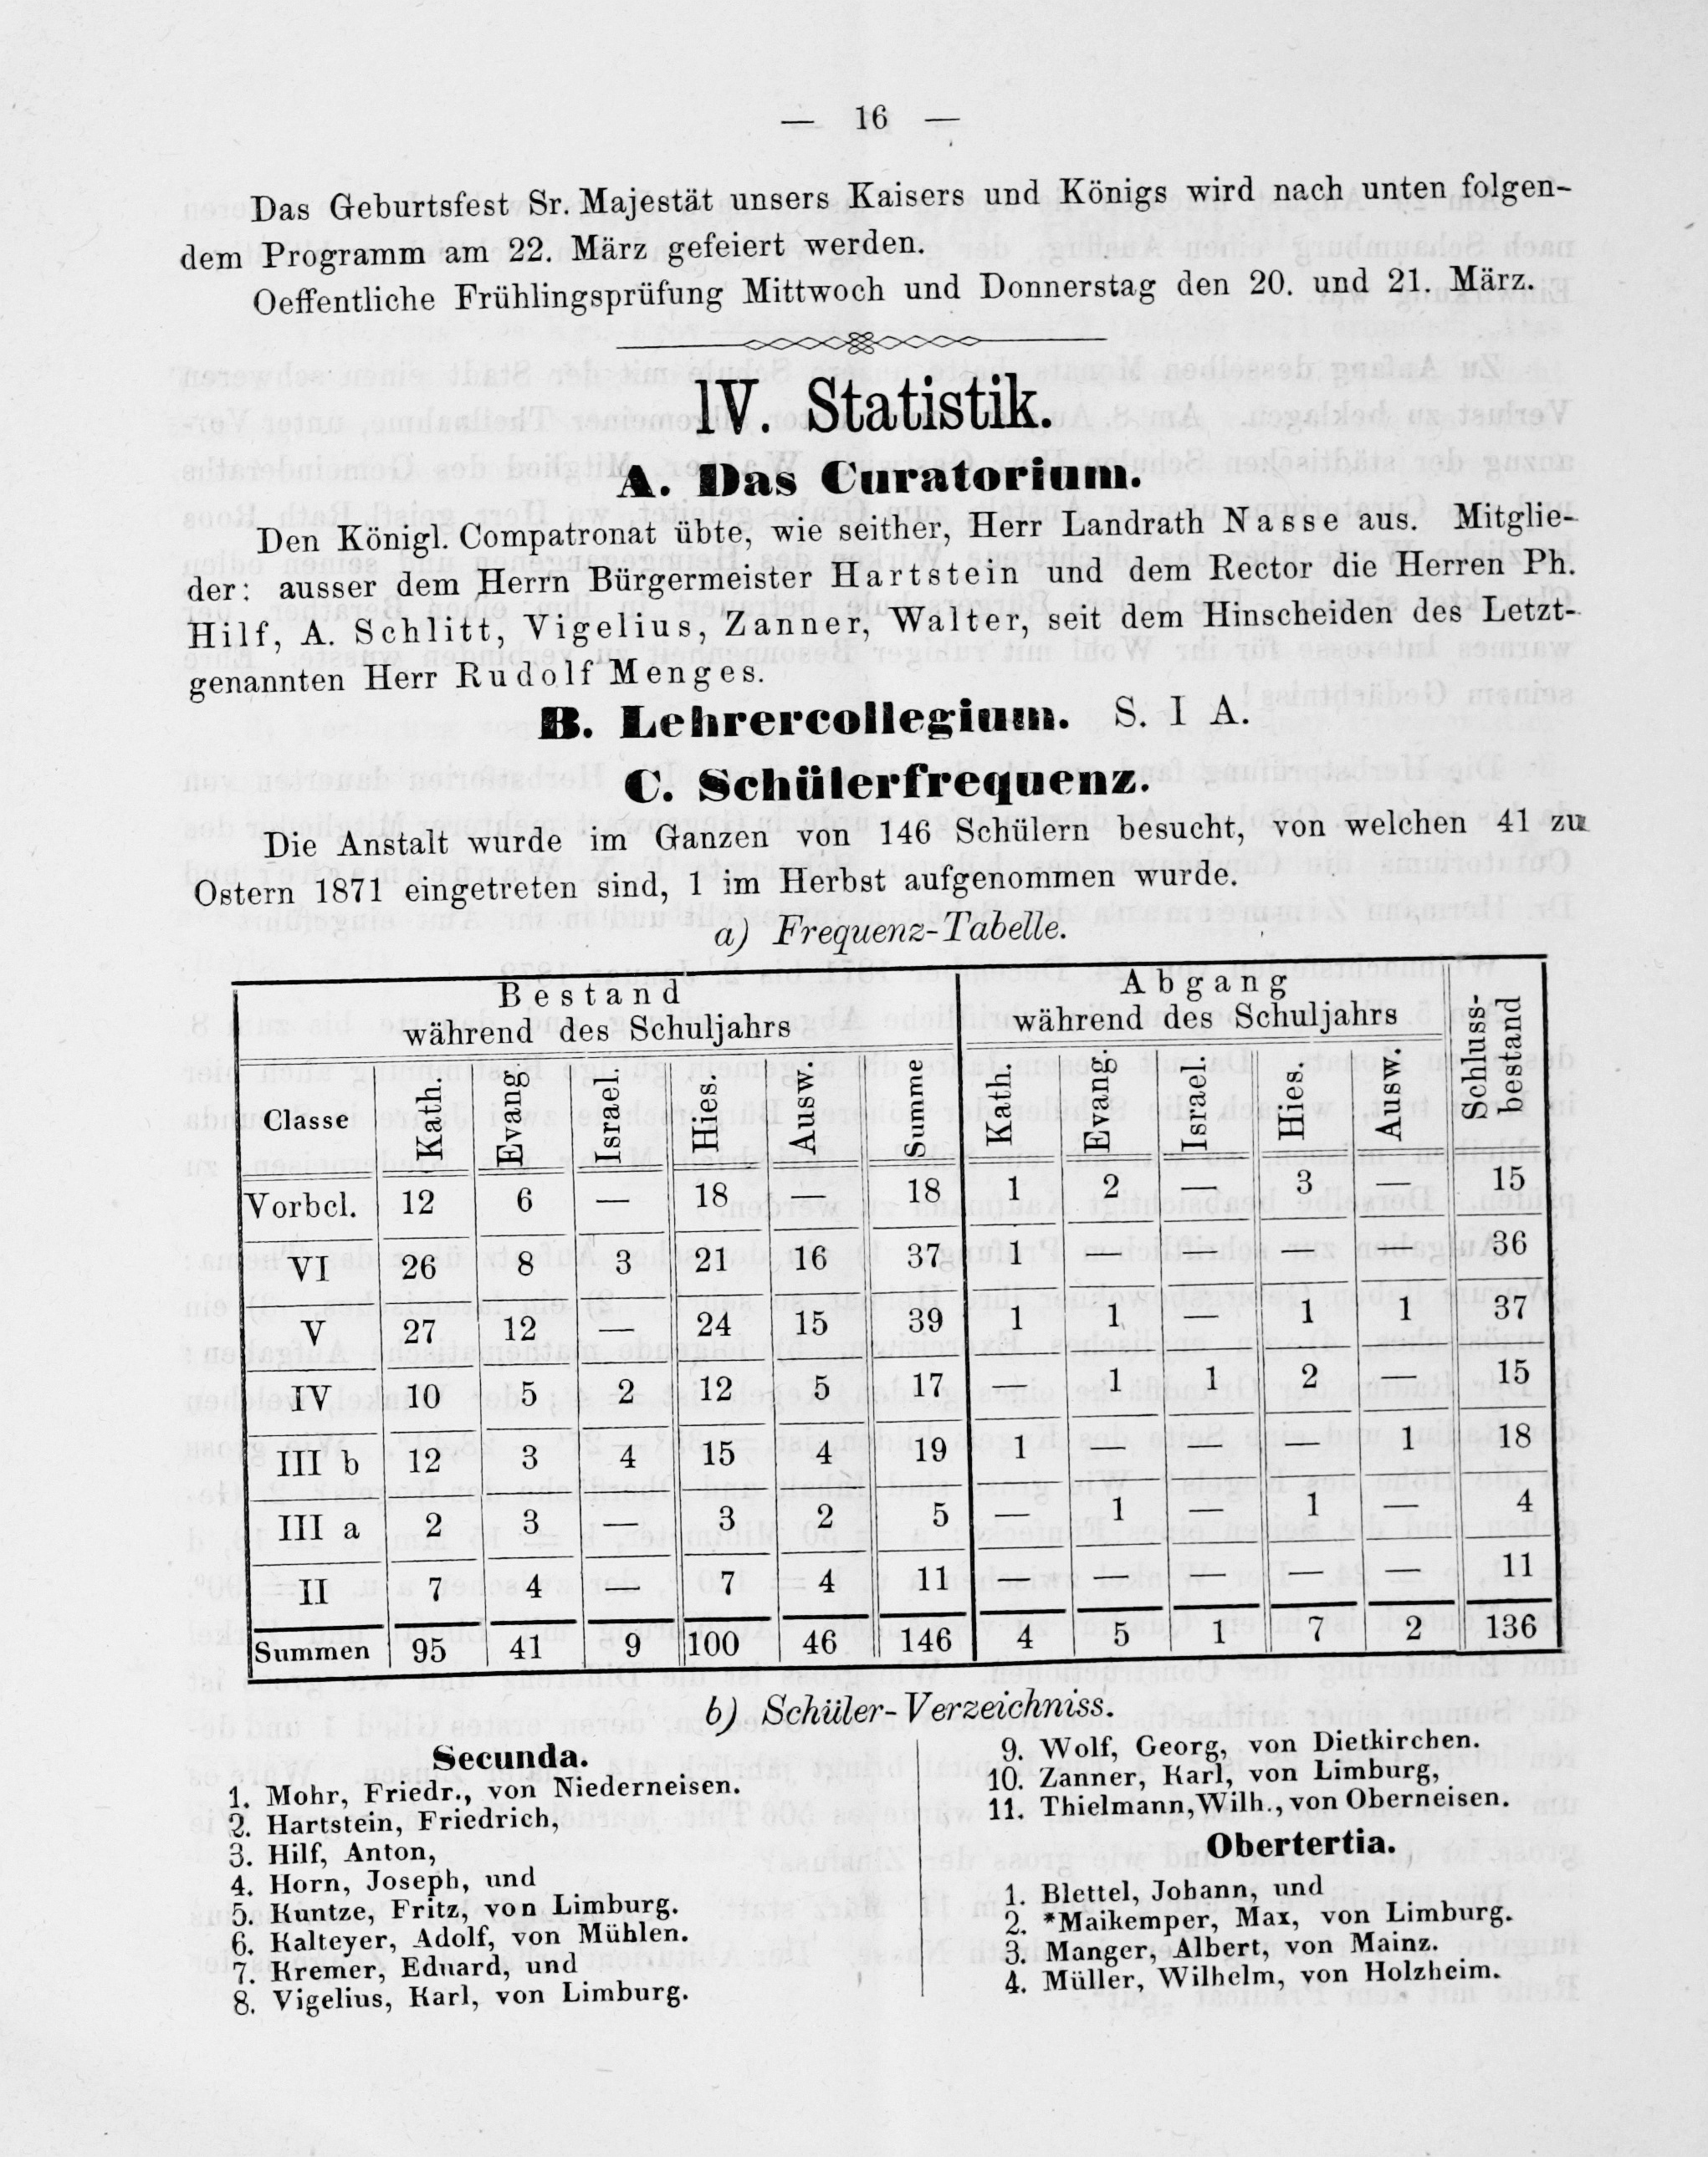 — 16 —
Das Geburtsfest Sr. Majestät unsers Kaisers und Königs wird nach unten folgen-
dem Programm am 22. März gefeiert werden.
Oeffentliche Frühlingsprüfung Mittwoch und Donnerstag den 20. und 21. März.
IV. Statistik.
A. Das Curatorium.
Den Königl. Compatronat übte, wie seither, Herr Landrath Nasse aus. Mitglie-
der: ausser dem Herrn Bürgermeister Hartstein und dem Rector die Herren Ph.
Hilf, A. Schlitt, Vigelius, Zanner, Walter, seit dem Hinscheiden des Letzt-
genannten Herr Rudolf Menges.
B. Lehrercollegium. S. I A.
C. Schülerfrequenz.
Die Anstalt wurde im Ganzen von 146 Schülern besucht, von welchen 41 zu
Ostern 1871 eingetreten sind, 1 im Herbst aufgenommen wurde.
a) Frequenz-Tabelle.
Bestand
während des Schuljahrs
Abgang
während des Schuljahrs
Schluss-
bestand
Classe Kath. Evang. Israel. Hies. Ausw. Summe Kath. Evang. Israel. Hies. Ausw.
Vorbcl. 12 6 — 18 — 18 1 2 — 3 — 15
VI 26 8 3 21 16 37 1 — — — — 36
V 27 12 — 24 15 39 1 1 — 1 1 37
IV 10 5 2 12 5 17 — 1 1 2 — 15
III b 12 3 4 15 4 19 1 — — — 1 18
III a 2 3 — 3 2 5 — 1 — 1 — 4
II 7 4 — 7 4 11 — — — — — 11
Summen 95 41 9 100 46 146 4 5 1 7 2 136
b) Schüler-Verzeichniss.
Secunda.
1. Mohr, Friedr., von Niederneisen.
2. Hartstein, Friedrich,
3. Hilf, Anton,
4. Horn, Joseph, und
5. Kuntze, Fritz, von Limburg.
6. Kalteyer, Adolf, von Mühlen.
7. Kremer, Eduard, und
8. Vigelius, Karl, von Limburg.
9. Wolf, Georg, von Dietkirchen.
10. Zanner, Karl, von Limburg,
11. Thielmann, Wilh., von Oberneisen.
Obertertia.
1. Blettel, Johann, und
2. *Maikemper, Max, von Limburg.
3. Manger, Albert, von Mainz.
4. Müller, Wilhelm, von Holzheim.